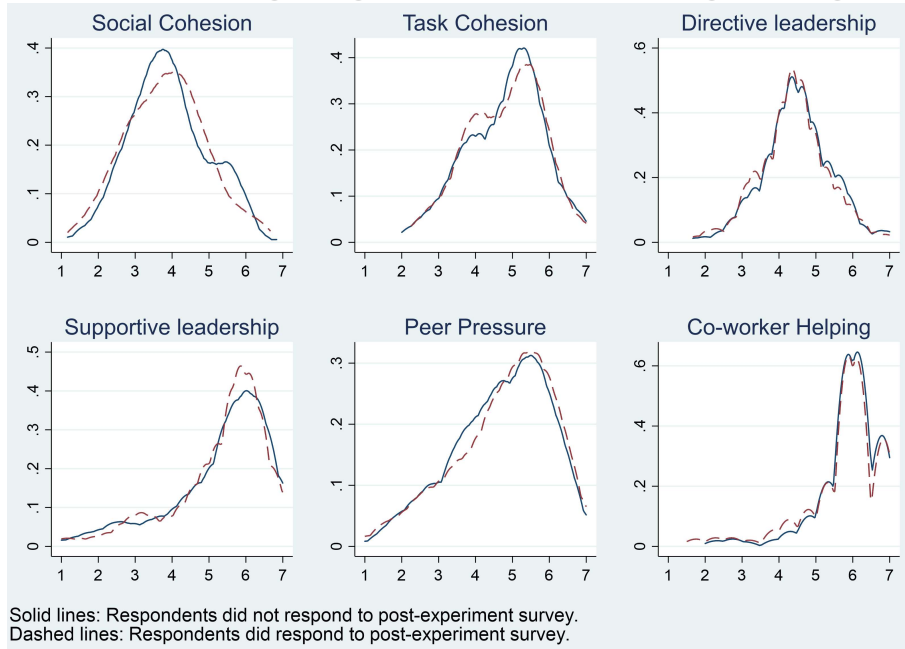 Social Cohesion Task Cohesion Directive leadership
.4 .3 .2 .1 0
1 2 3 4 5 6 7
.4 .3 .2 .1 0
1 2 3 4 5 6 7
.6 .4 .2 0
1 2 3 4 5 6 7
Supportive leadership Peer Pressure Co-worker Helping
.5 .4 .3 .2 .1 0
1 2 3 4 5 6 7
.3 .2 .1 0
1 2 3 4 5 6 7
.6 .4 .2 0
1 2 3 4 5 6 7
Solid lines: Respondents did not respond to post-experiment survey.
Dashed lines: Respondents did respond to post-experiment survey.